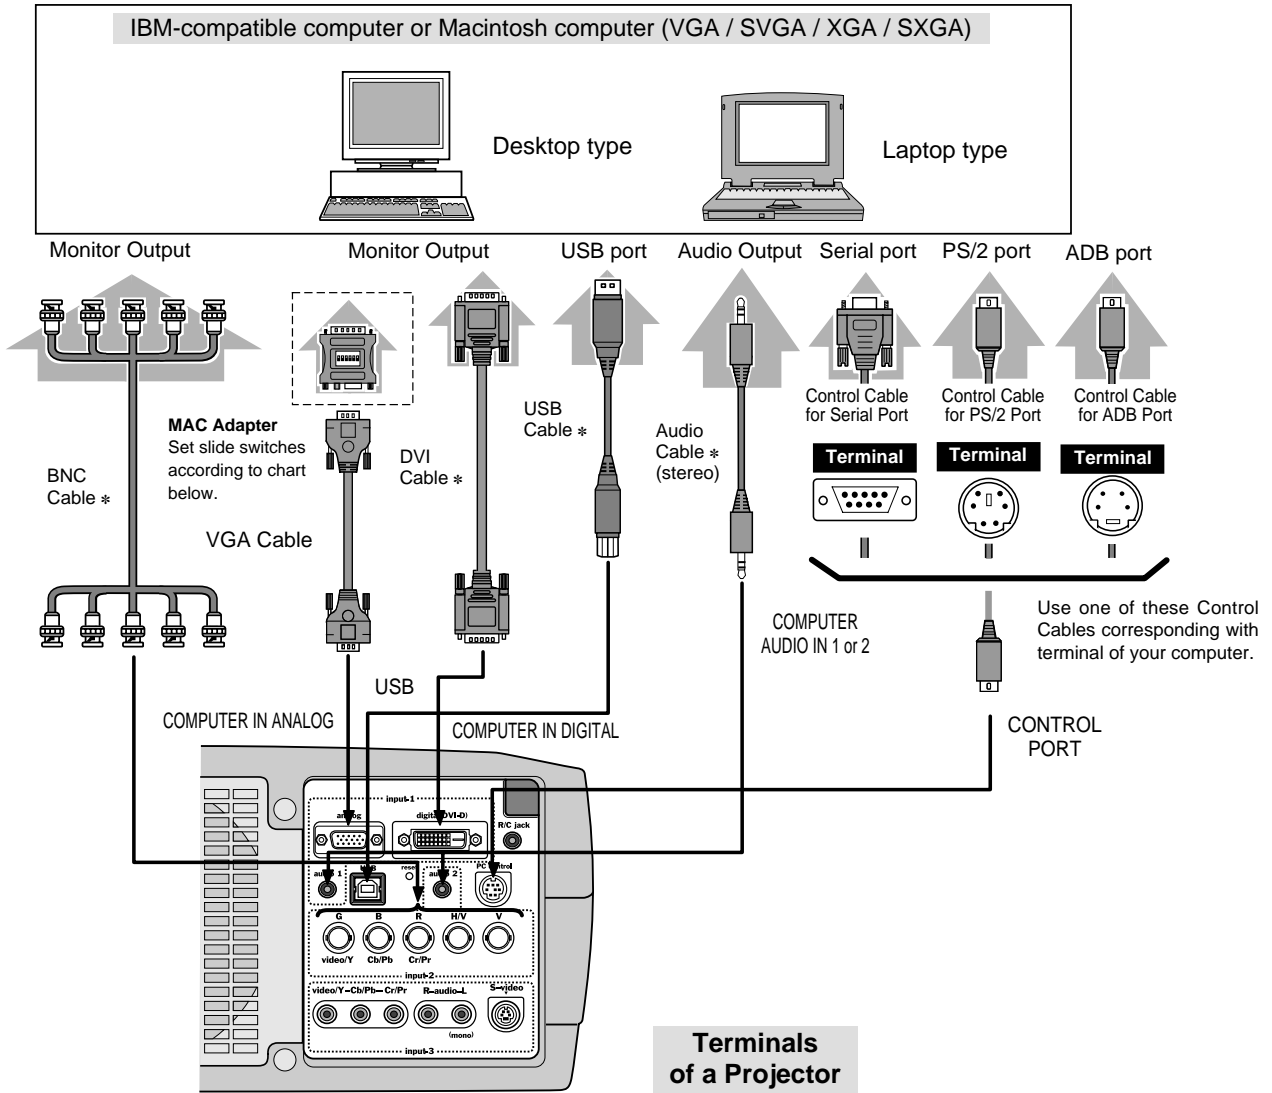 IBM-compatible computer or Macintosh computer (VGA / SVGA / XGA / SXGA)
Desktop type
Laptop type
Monitor Output
Monitor Output
USB port
Audio Output
Serial port
PS/2 port
ADB port
Control Cable
for Serial Port
Control Cable
for PS/2 Port
Control Cable
for ADB Port
MAC Adapter
Set slide switches
according to chart
below.
BNC
Cable *
DVI
Cable *
USB
Cable *
Audio
Cable *
(stereo)
Terminal
Terminal
Terminal
VGA Cable
COMPUTER
AUDIO IN 1 or 2
Use one of these Control
Cables corresponding with
terminal of your computer.
USB
COMPUTER IN ANALOG
COMPUTER IN DIGITAL
CONTROL
PORT
input-1
analog
digital (DVI-D)
R/C jack
audio 1
USB
reset
audio 2
PC control
G
B
R
H/V
V
video/Y
Cb/Pb
Cr/Pr
input-2
video/Y–Cb/Pb–Cr/Pr
R–audio–L
S–video
(mono)
input-3
Terminals
of a Projector